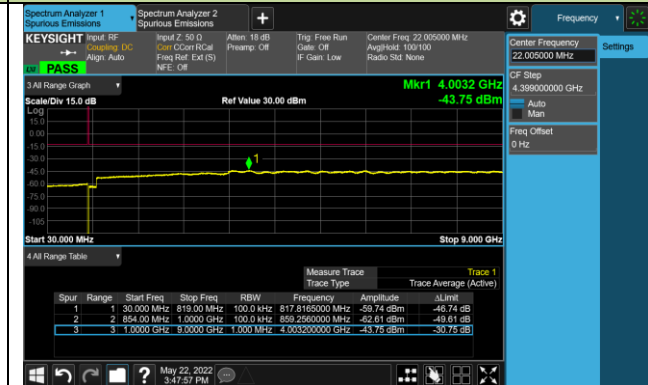 Spectrum Analyzer 1
Spurious Emissions
Spectrum Analyzer 2
Spurious Emissions
+
Frequency
KEYSIGHT
Input: RF
Coupling: DC
Align: Auto
Input Z: 50 Ω
Corr CCorr RCal
Freq Ref: Ext (S)
NFE: Off
Atten: 18 dB
Preamp: Off
Trig: Free Run
Gate: Off
IF Gain: Low
Center Freq: 22.005000 MHz
Avg|Hold: 100/100
Radio Std: None
PASS
Center Frequency
22.005000 MHz
Settings
CF Step
4.399000000 GHz
Auto
Man
Freq Offset
0 Hz
3 All Range Graph
Mkr1 4.0032 GHz
Scale/Div 15.0 dB
Ref Value 30.00 dBm
-43.75 dBm
Log
15.0
0.00
-15.0
-30.0
-45.0
-60.0
-75.0
-90.0
-105
1
Start 30.000 MHz
Stop 9.000 GHz
4 All Range Table
Measure Trace Trace 1
Trace Type Trace Average (Active)
Spur Range Start Freq Stop Freq RBW Frequency Amplitude ΔLimit
1 1 30.000 MHz 819.00 MHz 100.0 kHz 817.8165000 MHz -59.74 dBm -46.74 dB
2 2 854.00 MHz 1.0000 GHz 100.0 kHz 859.2560000 MHz -62.61 dBm -49.61 dB
3 3 1.0000 GHz 9.0000 GHz 1.000 MHz 4.003200000 GHz -43.75 dBm -30.75 dB
?
May 22, 2022
3:47:57 PM